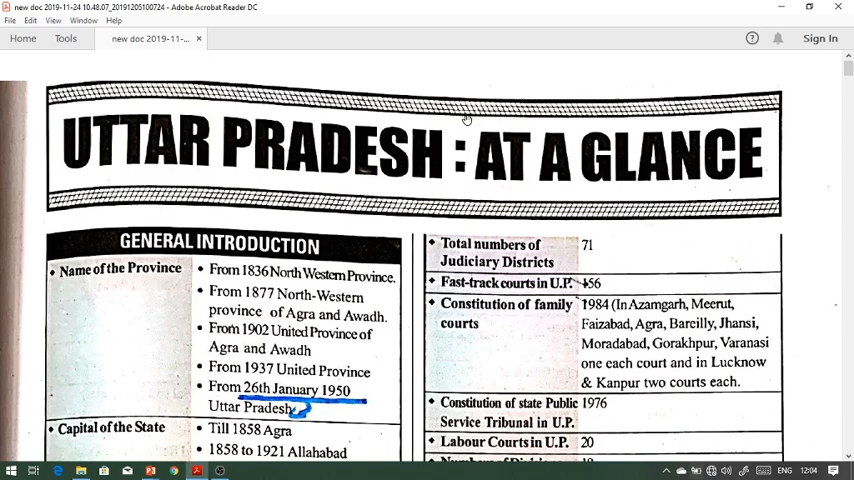 new doc 2019-11-24 10.48.07_20191205100724 - Adobe Acrobat Reader DC
File Edit View Window Help
Home Tools new doc 2019-11-... × Sign In
UTTAR PRADESH : AT A GLANCE
GENERAL INTRODUCTION
Name of the Province
• From 1836 North Western Province.
• From 1877 North-Western
province of Agra and Awadh.
• From 1902 United Province of
Agra and Awadh
• From 1937 United Province
• From 26th January 1950
Uttar Pradesh
Capital of the State
• Till 1858 Agra
• 1858 to 1921 Allahabad
Total numbers of 71
Judiciary Districts
Fast-track courts in U.P.
Constitution of family 1984 (In Azamgarh, Meerut,
courts Faizabad, Agra, Barcilly, Jhansi,
Moradabad, Gorakhpur, Varanasi
one each court and in Lucknow
& Kanpur two courts each.
Constitution of state Public 1976
Service Tribunal in U.P.
Labour Courts in U.P. 20
ENG 12:04